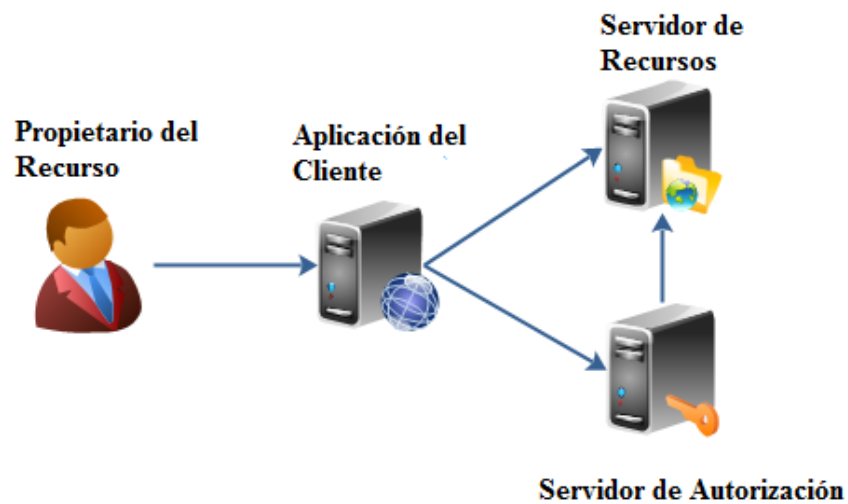 Servidor de
Recursos
Propietario del
Recurso
Aplicación del
Cliente
Servidor de Autorización